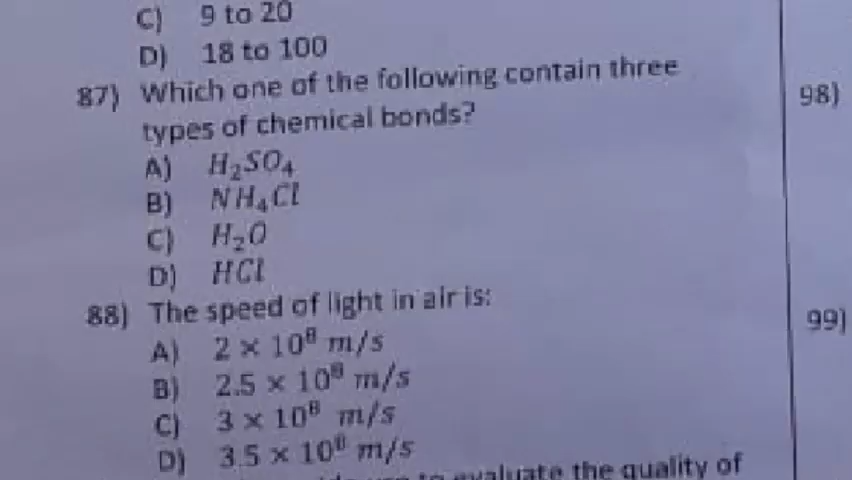 C) 9 to 20
D) 18 to 100
87) Which one of the following contain three
types of chemical bonds?
A) H₂SO₄
B) NH₄Cl
C) H₂O
D) HCl
88) The speed of light in air is:
A) 2 × 10⁸ m/s
B) 2.5 × 10⁸ m/s
C) 3 × 10⁸ m/s
D) 3.5 × 10⁸ m/s
to evaluate the quality of
98)
99)